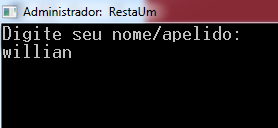 Administrador: RestaUm
Digite seu nome/apelido:
willian